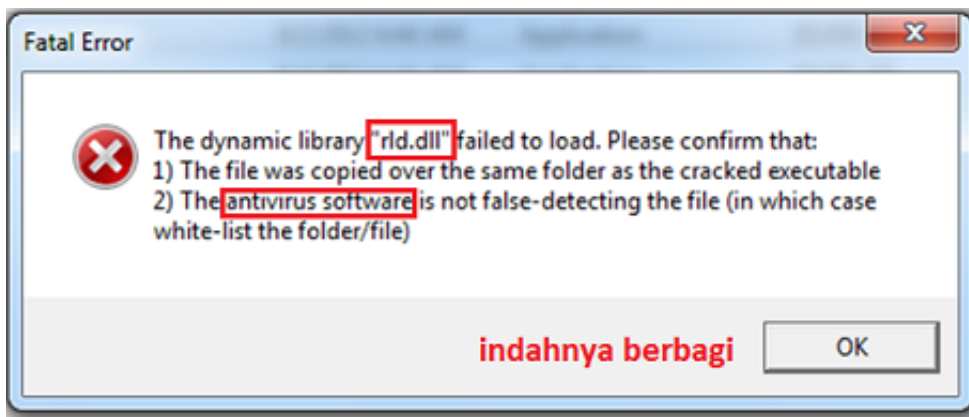 Fatal Error
The dynamic library "rld.dll" failed to load. Please confirm that:
1) The file was copied over the same folder as the cracked executable
2) The antivirus software is not false-detecting the file (in which case
white-list the folder/file)
indahnya berbagi
OK